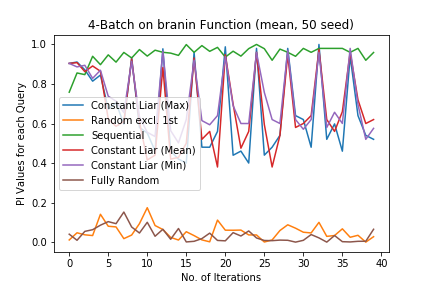 4-Batch on branin Function (mean, 50 seed)
PI Values for each Query
1.0
0.8
0.6
0.4
0.2
0.0
Constant Liar (Max)
Random excl. 1st
Sequential
Constant Liar (Mean)
Constant Liar (Min)
Fully Random
0 5 10 15 20 25 30 35 40
No. of Iterations